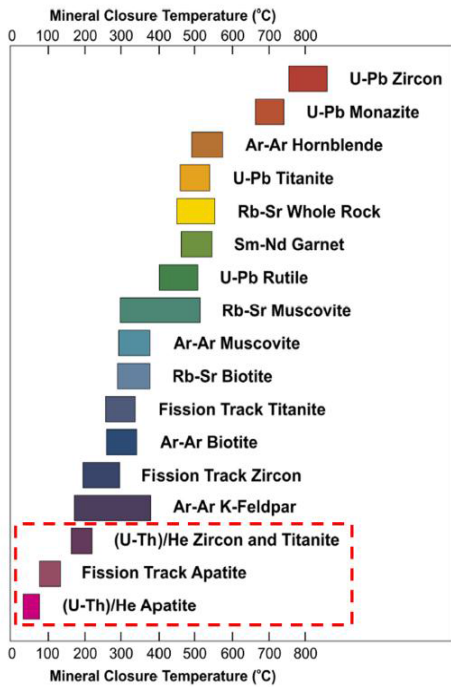 Mineral Closure Temperature (°C)
0 100 200 300 400 500 600 700 800
U-Pb Zircon
U-Pb Monazite
Ar-Ar Hornblende
U-Pb Titanite
Rb-Sr Whole Rock
Sm-Nd Garnet
U-Pb Rutile
Rb-Sr Muscovite
Ar-Ar Muscovite
Rb-Sr Biotite
Fission Track Titanite
Ar-Ar Biotite
Fission Track Zircon
Ar-Ar K-Feldpar
(U-Th)/He Zircon and Titanite
Fission Track Apatite
(U-Th)/He Apatite
0 100 200 300 400 500 600 700 800
Mineral Closure Temperature (°C)